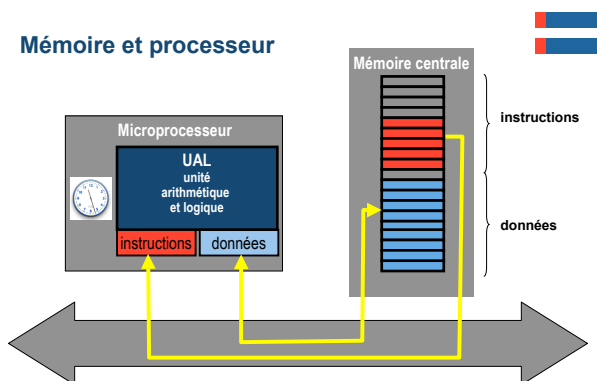 Mémoire et processeur
Mémoire centrale
instructions
Microprocesseur
UAL
unité
arithmétique
et logique
données
instructions
données